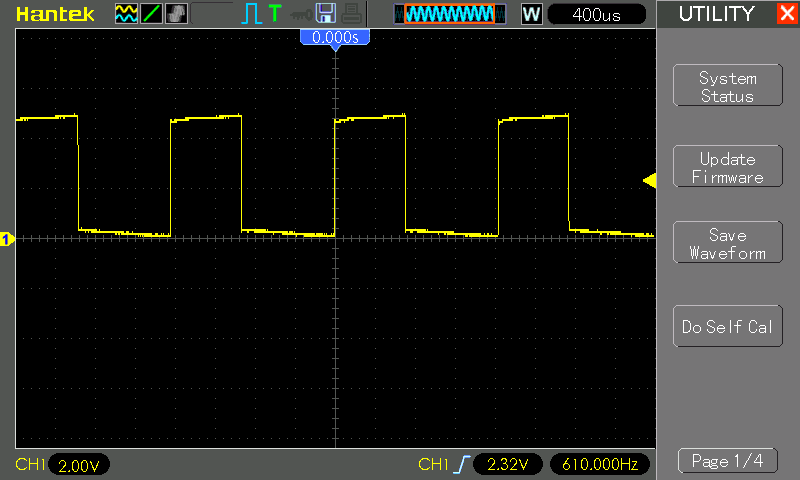 Hantek
T
W
400us
UTILITY
0.000s
System
Status
Update
Firmware
Save
Waveform
Do Self Cal
1
CH1 2.00V
CH1 2.32V 610.000Hz
Page 1/4